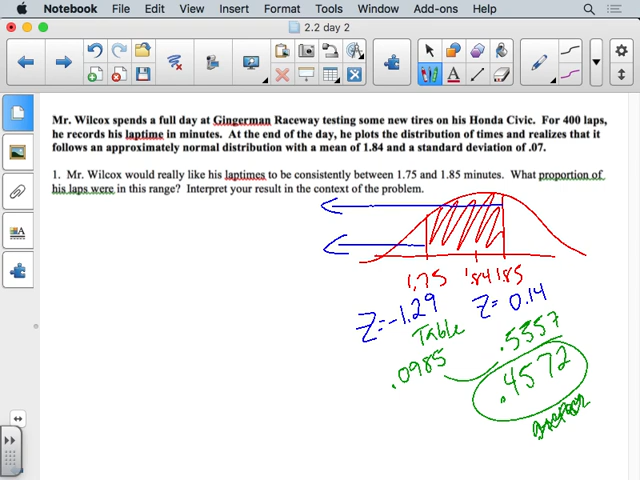 Notebook File Edit View Insert Format Tools Window Add-ons Help
2.2 day 2
Mr. Wilcox spends a full day at Gingerman Raceway testing some new tires on his Honda Civic. For 400 laps,
he records his laptime in minutes. At the end of the day, he plots the distribution of times and realizes that it
follows an approximately normal distribution with a mean of 1.84 and a standard deviation of .07.
1. Mr. Wilcox would really like his laptimes to be consistently between 1.75 and 1.85 minutes. What proportion of
his laps were in this range? Interpret your result in the context of the problem.
1.75 1.84 1.85
Z=-1.29 Z= 0.14
Table
.0985 .5557
.4572